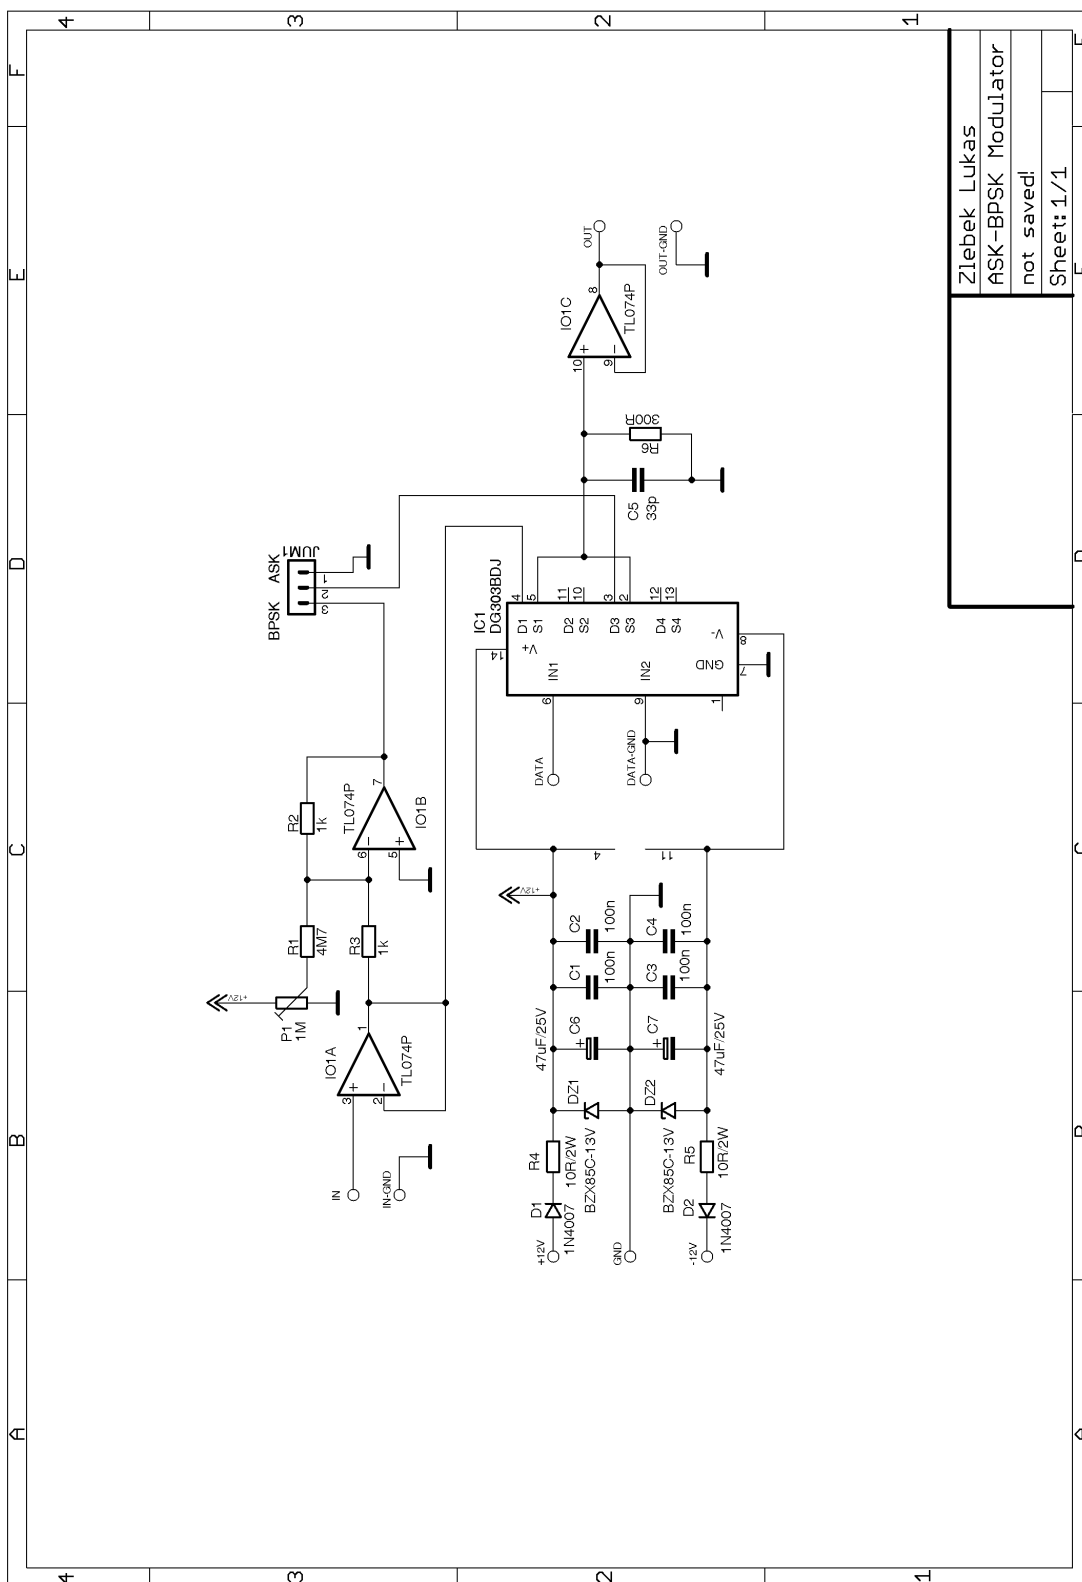 4
3
2
1
F
E
D
C
B
A
4
3
2
1
F
E
D
C
B
A
Zlebek Lukas
ASK-BPSK Modulator
not saved!
Sheet: 1/1
BPSK ASK
JUM1
3
2
1
+12V
P1
1M
R1
4M7
R2
1k
R3
1k
IN
IN-GND
3
2
1
+
-
IO1A
TL074P
6
5
7
-
+
TL074P
IO1B
IC1
DG303BDJ
14
V+
4
5
11
10
3
2
12
13
D1
S1
D2
S2
D3
S3
D4
S4
IN1
IN2
GND
V-
6
9
1
7
8
DATA
DATA-GND
C5
33p
R6
300R
IO1C
TL074P
10
9
8
+
-
OUT
OUT-GND
+12V
D1
1N4007
R4
10R/2W
DZ1
BZX85C-13V
47uF/25V
C6
+
C1
100n
C2
100n
+12V
4
11
GND
DZ2
BZX85C-13V
C7
+
47uF/25V
C3
100n
C4
100n
-12V
D2
1N4007
R5
10R/2W